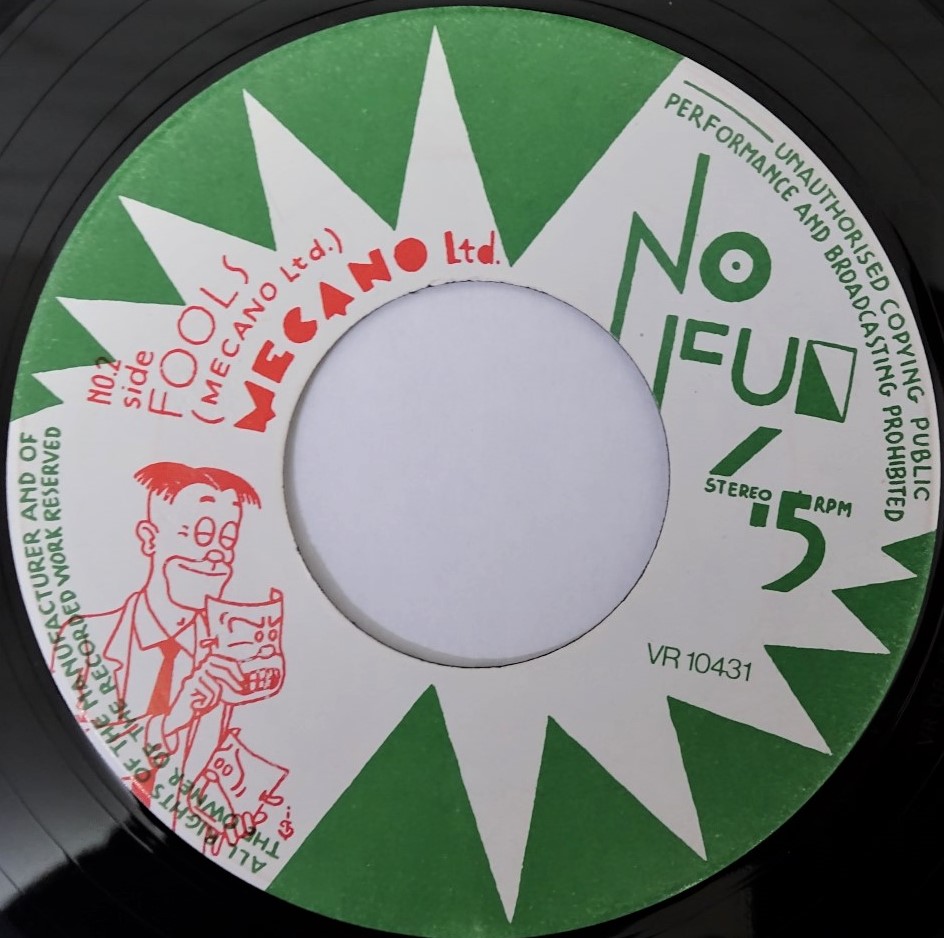 NO.2
side
FOOLS
(MECANO Ltd.)
MECANO Ltd.
NO
FUN
STEREO 45 RPM
VR 10431
ALL RIGHTS OF THE MANUFACTURER AND OF
THE OWNER OF THE RECORDED WORK RESERVED
UNAUTHORISED COPYING PUBLIC
PERFORMANCE AND BROADCASTING PROHIBITED